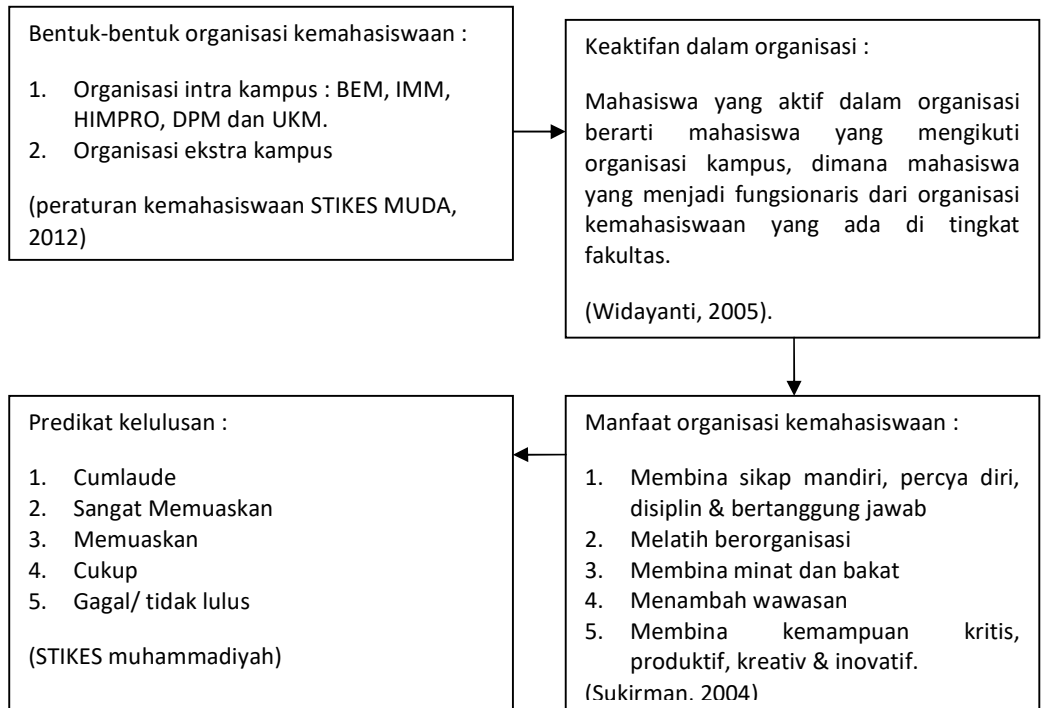 Bentuk-bentuk organisasi kemahasiswaan :
1. Organisasi intra kampus : BEM, IMM,
HIMPRO, DPM dan UKM.
2. Organisasi ekstra kampus
(peraturan kemahasiswaan STIKES MUDA,
2012)
Keaktifan dalam organisasi :
Mahasiswa yang aktif dalam organisasi
berarti mahasiswa yang mengikuti
organisasi kampus, dimana mahasiswa
yang menjadi fungsionaris dari organisasi
kemahasiswaan yang ada di tingkat
fakultas.
(Widayanti, 2005).
Manfaat organisasi kemahasiswaan :
1. Membina sikap mandiri, percya diri,
disiplin & bertanggung jawab
2. Melatih berorganisasi
3. Membina minat dan bakat
4. Menambah wawasan
5. Membina kemampuan kritis,
produktif, kreativ & inovatif.
(Sukirman, 2004)
Predikat kelulusan :
1. Cumlaude
2. Sangat Memuaskan
3. Memuaskan
4. Cukup
5. Gagal/ tidak lulus
(STIKES muhammadiyah)